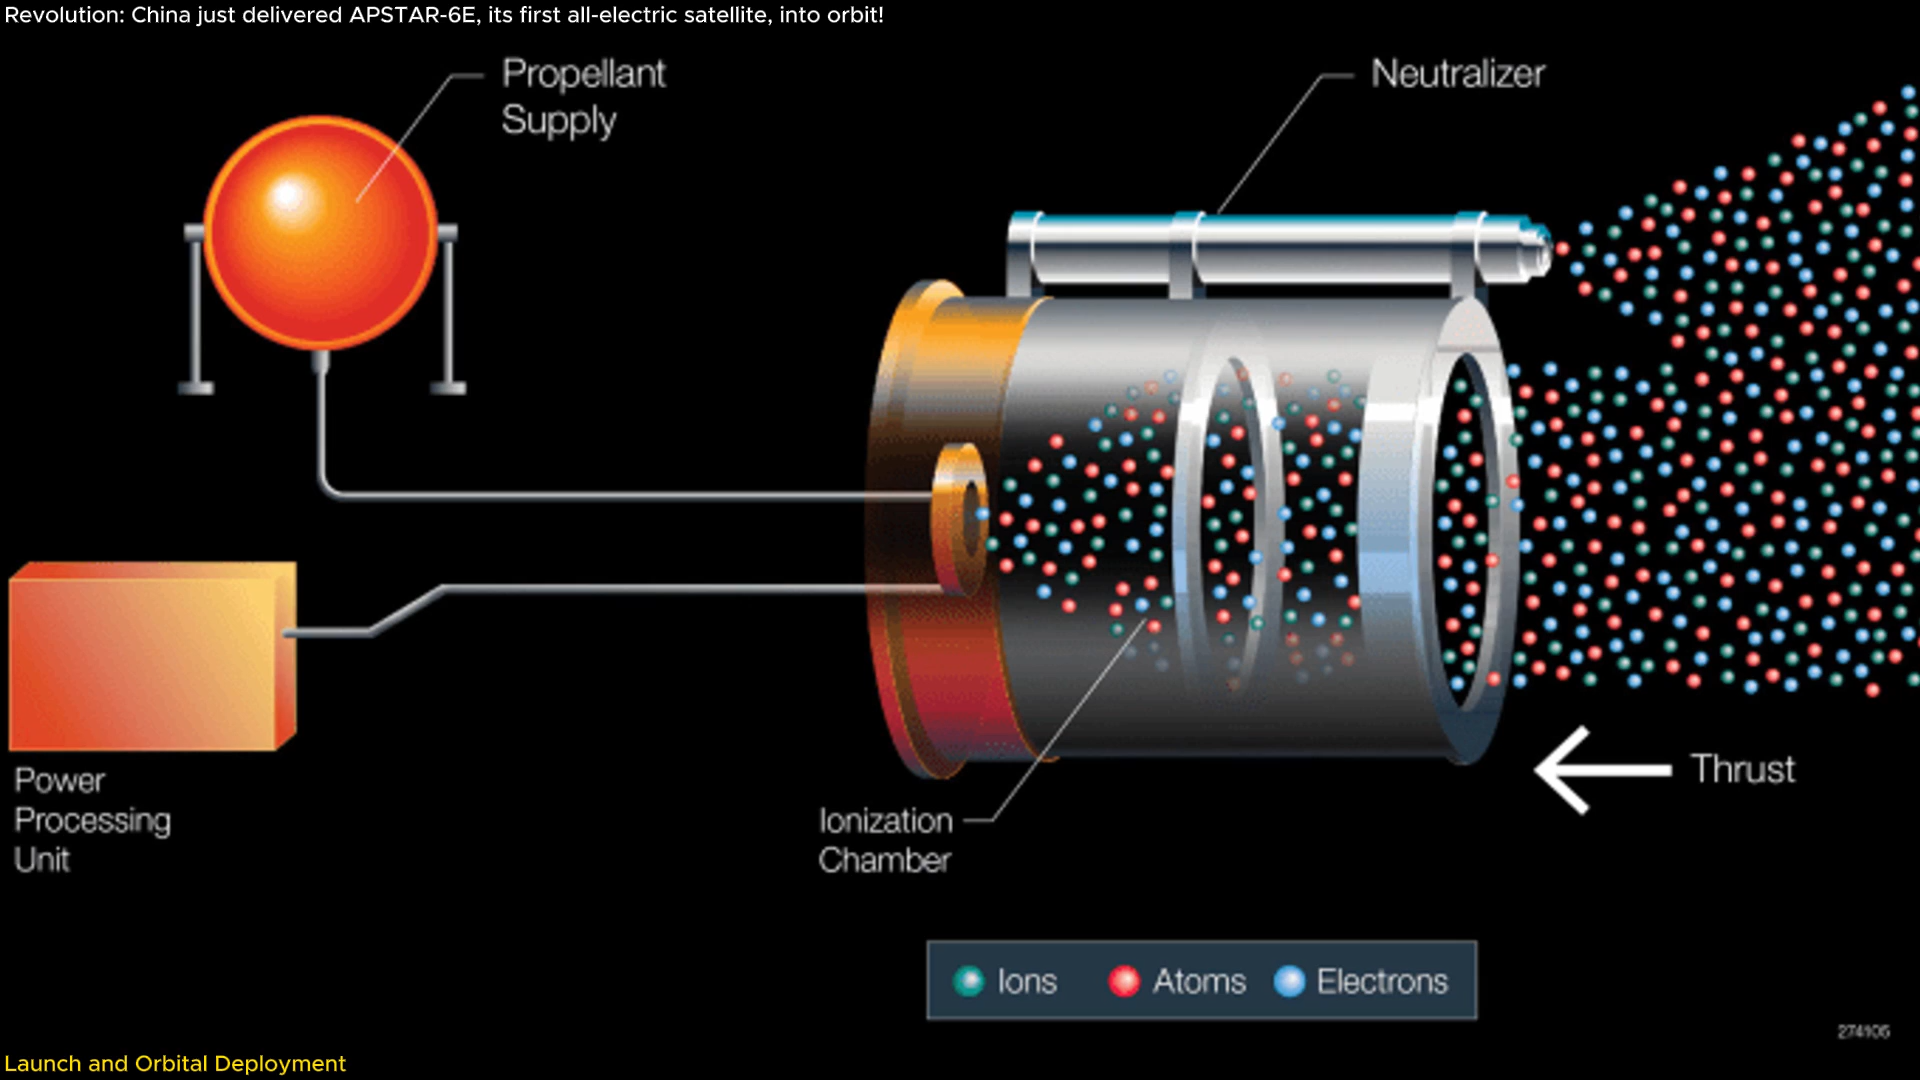 Revolution: China just delivered APSTAR-6E, its first all-electric satellite, into orbit!
Propellant
Supply
Neutralizer
Power
Processing
Unit
Thrust
Ionization
Chamber
Ions
Atoms
Electrons
274105
Launch and Orbital Deployment